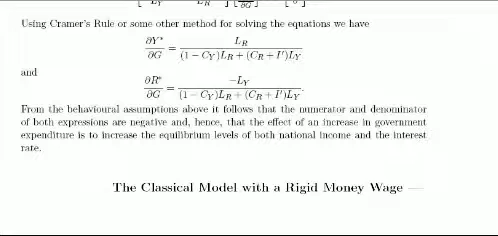 Using Cramer's Rule or some other method for solving the equations we have
∂Y*/∂G = L_R / ((1 − C_Y)L_R + (C_R + I′)L_Y)
and
∂R*/∂G = −L_Y / ((1 − C_Y)L_R + (C_R + I′)L_Y).
From the behavioural assumptions above it follows that the numerator and denominator
of both expressions are negative and, hence, that the effect of an increase in government
expenditure is to increase the equilibrium levels of both national income and the interest
rate.
The Classical Model with a Rigid Money Wage —